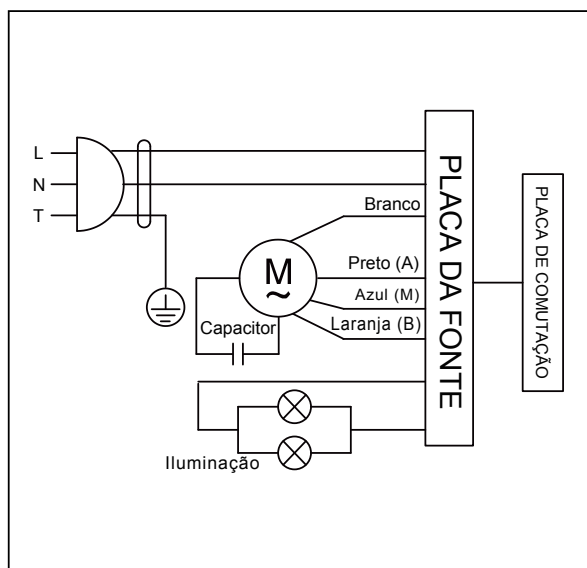 L
N
T
Branco
Preto (A)
Azul (M)
Laranja (B)
M
~
Capacitor
Iluminação
PLACA DA FONTE
PLACA DE COMUTAÇÃO